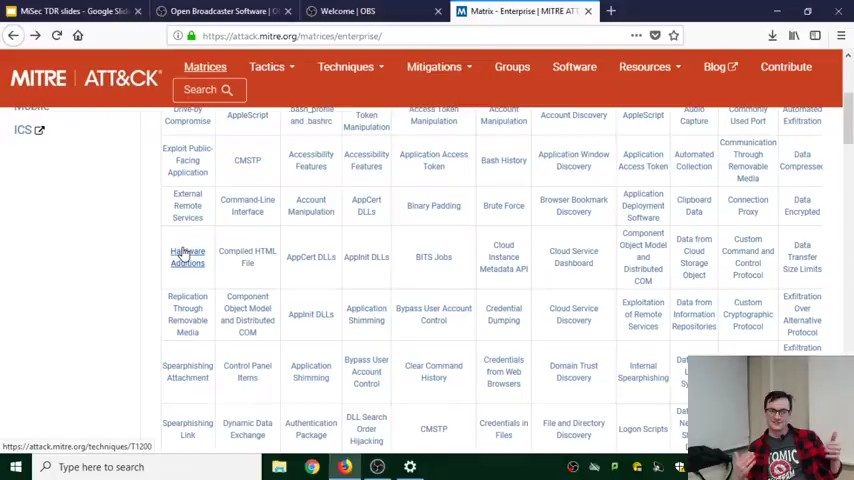 MiSec TDR slides - Google Slid
Open Broadcaster Software | O
Welcome | OBS
Matrix - Enterprise | MITRE ATT&
https://attack.mitre.org/matrices/enterprise/
MITRE | ATT&CK
Matrices
Tactics
Techniques
Mitigations
Groups
Software
Resources
Blog
Contribute
Search
Mobile
ICS
Drive-by
Compromise
AppleScript
.bash_profile
and .bashrc
Access Token
Manipulation
Access Token
Manipulation
Account
Manipulation
Account Discovery
AppleScript
Audio
Capture
Commonly
Used Port
Automated
Exfiltration
Exploit Public-
Facing
Application
CMSTP
Accessibility
Features
Accessibility
Features
Application Access
Token
Bash History
Application Window
Discovery
Application
Access Token
Automated
Collection
Communication
Through
Removable
Media
Data
Compressed
External
Remote
Services
Command-Line
Interface
Account
Manipulation
AppCert
DLLs
Binary Padding
Brute Force
Browser Bookmark
Discovery
Application
Deployment
Software
Clipboard
Data
Connection
Proxy
Data
Encrypted
Hardware
Additions
Compiled HTML
File
AppCert DLLs
AppInit DLLs
BITS Jobs
Cloud
Instance
Metadata API
Cloud Service
Dashboard
Component
Object Model
and
Distributed
COM
Data from
Cloud
Storage
Object
Custom
Command and
Control
Protocol
Data
Transfer
Size Limits
Replication
Through
Removable
Media
Component
Object Model
and Distributed
COM
AppInit DLLs
Application
Shimming
Bypass User Account
Control
Credential
Dumping
Cloud Service
Discovery
Exploitation
of Remote
Services
Data from
Information
Repositories
Custom
Cryptographic
Protocol
Exfiltration
Over
Alternative
Protocol
Spearphishing
Attachment
Control Panel
Items
Application
Shimming
Bypass User
Account
Control
Clear Command
History
Credentials
from Web
Browsers
Domain Trust
Discovery
Internal
Spearphishing
Exfiltration
Spearphishing
Link
Dynamic Data
Exchange
Authentication
Package
DLL Search
Order
Hijacking
CMSTP
Credentials in
Files
File and Directory
Discovery
Logon Scripts
https://attack.mitre.org/techniques/T1200
Type here to search
ATOMIC